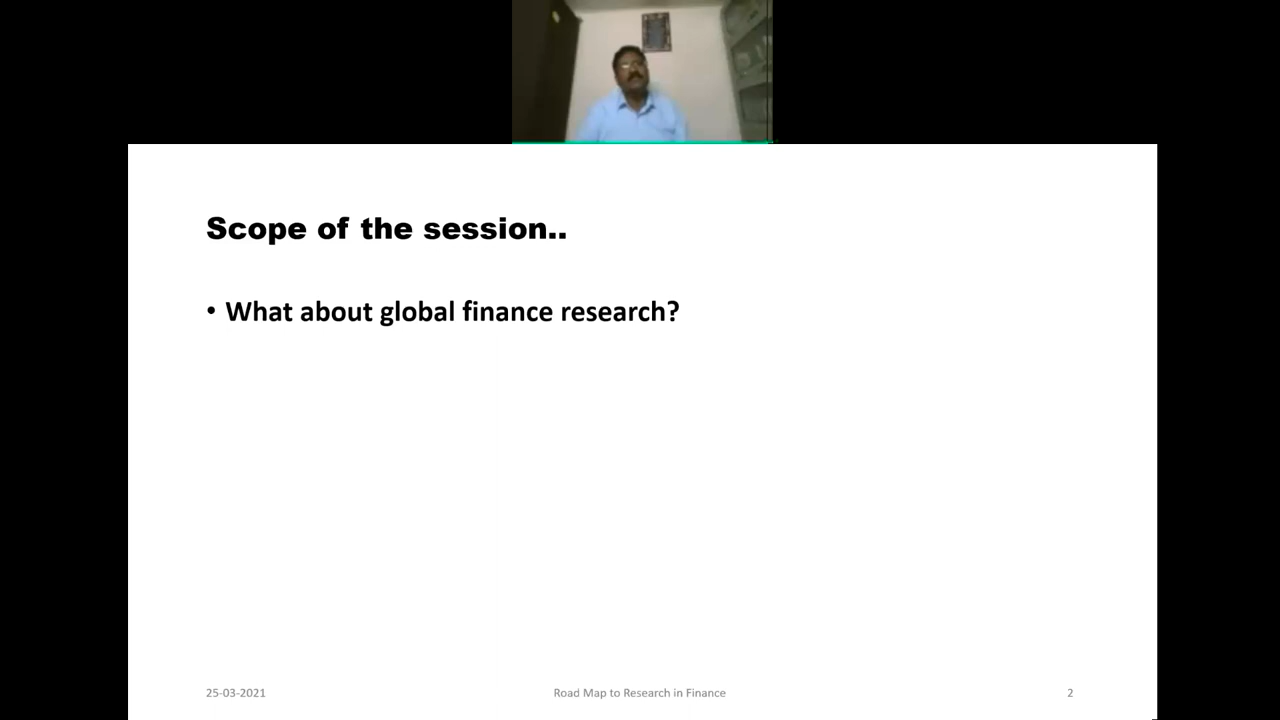 Scope of the session..
• What about global finance research?
25-03-2021
Road Map to Research in Finance
2